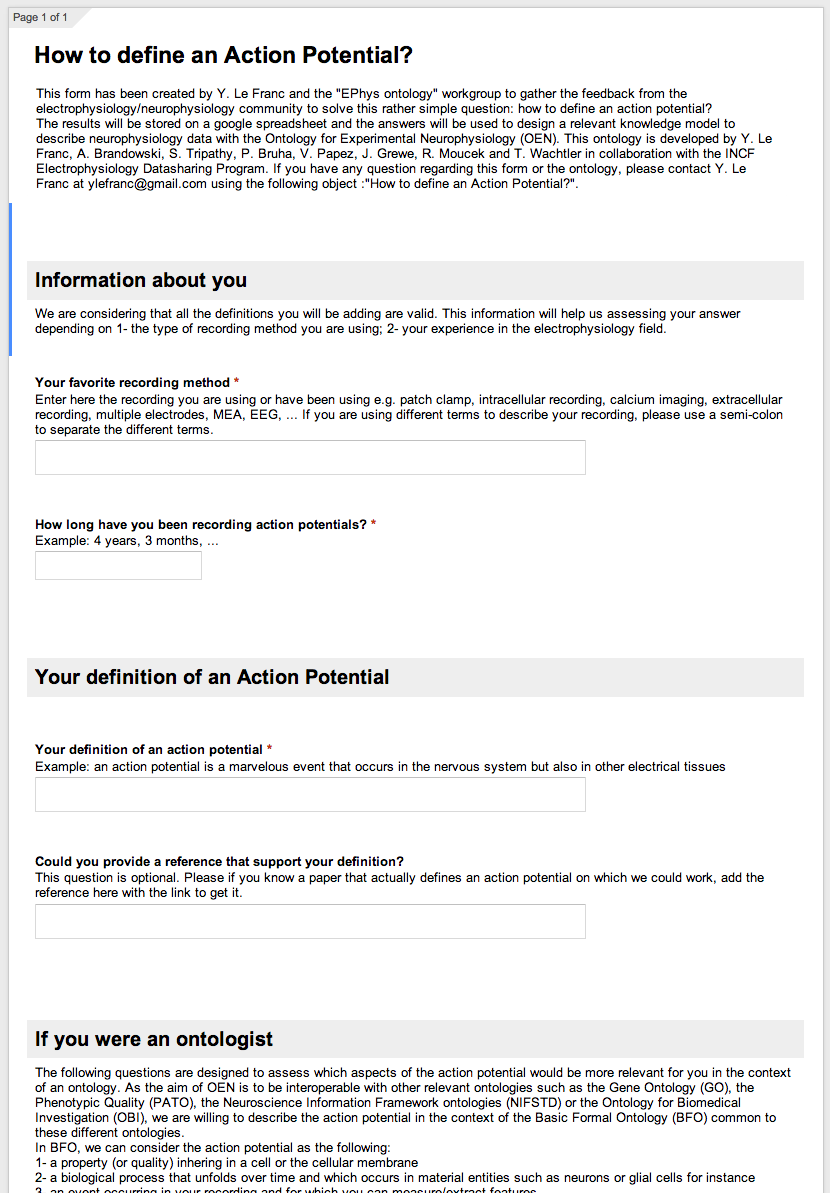 Page 1 of 1
How to define an Action Potential?
This form has been created by Y. Le Franc and the "EPhys ontology" workgroup to gather the feedback from the
electrophysiology/neurophysiology community to solve this rather simple question: how to define an action potential?
The results will be stored on a google spreadsheet and the answers will be used to design a relevant knowledge model to
describe neurophysiology data with the Ontology for Experimental Neurophysiology (OEN). This ontology is developed by Y. Le
Franc, A. Brandowski, S. Tripathy, P. Bruha, V. Papez, J. Grewe, R. Moucek and T. Wachtler in collaboration with the INCF
Electrophysiology Datasharing Program. If you have any question regarding this form or the ontology, please contact Y. Le
Franc at ylefranc@gmail.com using the following object :"How to define an Action Potential?".
Information about you
We are considering that all the definitions you will be adding are valid. This information will help us assessing your answer
depending on 1- the type of recording method you are using; 2- your experience in the electrophysiology field.
Your favorite recording method *
Enter here the recording you are using or have been using e.g. patch clamp, intracellular recording, calcium imaging, extracellular
recording, multiple electrodes, MEA, EEG, ... If you are using different terms to describe your recording, please use a semi-colon
to separate the different terms.
How long have you been recording action potentials? *
Example: 4 years, 3 months, ...
Your definition of an Action Potential
Your definition of an action potential *
Example: an action potential is a marvelous event that occurs in the nervous system but also in other electrical tissues
Could you provide a reference that support your definition?
This question is optional. Please if you know a paper that actually defines an action potential on which we could work, add the
reference here with the link to get it.
If you were an ontologist
The following questions are designed to assess which aspects of the action potential would be more relevant for you in the context
of an ontology. As the aim of OEN is to be interoperable with other relevant ontologies such as the Gene Ontology (GO), the
Phenotypic Quality (PATO), the Neuroscience Information Framework ontologies (NIFSTD) or the Ontology for Biomedical
Investigation (OBI), we are willing to describe the action potential in the context of the Basic Formal Ontology (BFO) common to
these different ontologies.
In BFO, we can consider the action potential as the following:
1- a property (or quality) inhering in a cell or the cellular membrane
2- a biological process that unfolds over time and which occurs in material entities such as neurons or glial cells for instance
3- an event occurring in your recording and for which you can measure/extract features